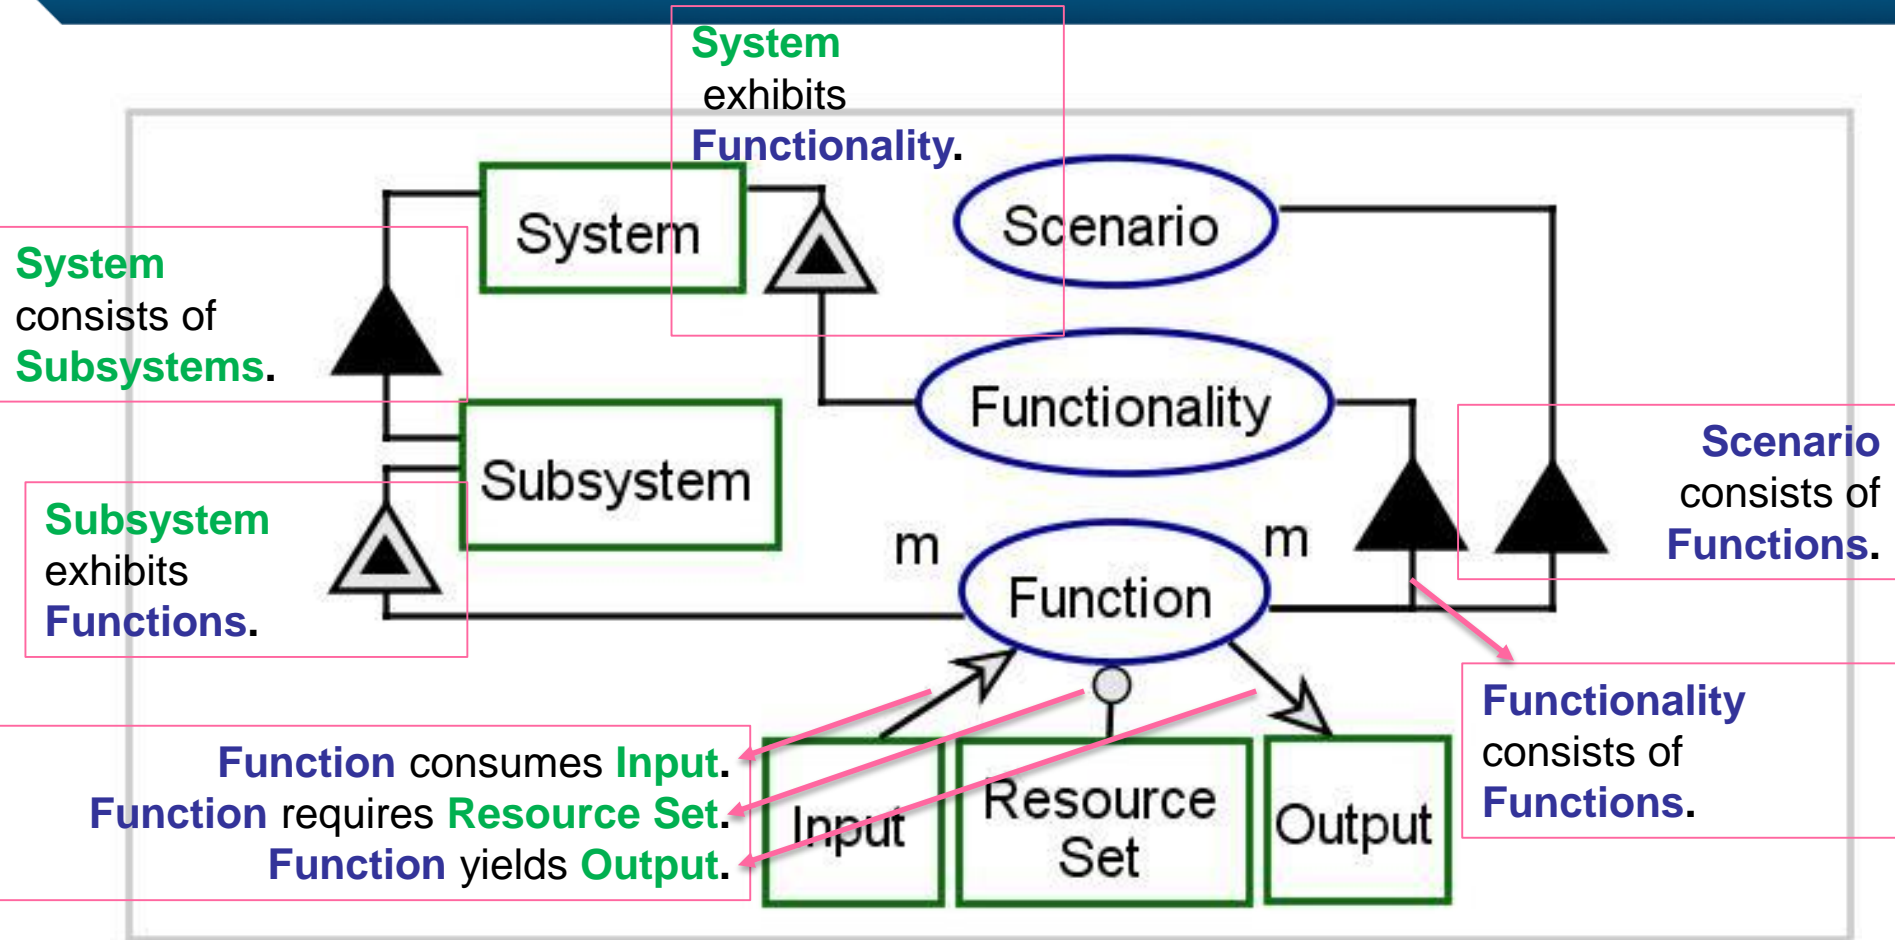 System
exhibits
Functionality.
System
Scenario
System
consists of
Subsystems.
Functionality
Subsystem
Scenario
consists of
Functions.
Subsystem
exhibits
Functions.
m
m
Function
Functionality
consists of
Functions.
Function consumes Input.
Function requires Resource Set.
Function yields Output.
Input
Resource
Set
Output